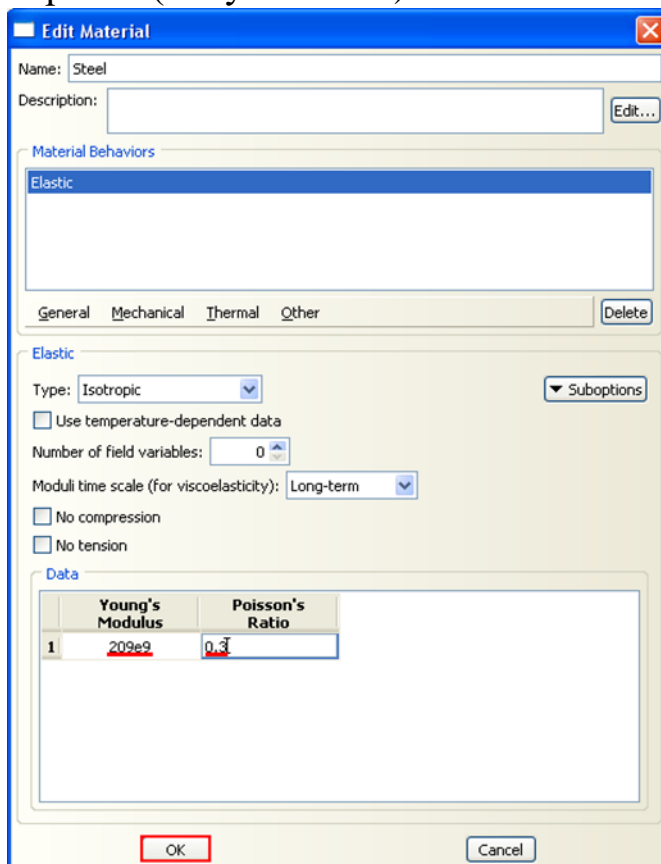 Edit Material
Name: Steel
Description:
Edit...
Material Behaviors
Elastic
General Mechanical Thermal Other Delete
Elastic
Type: Isotropic Suboptions
Use temperature-dependent data
Number of field variables: 0
Moduli time scale (for viscoelasticity): Long-term
No compression
No tension
Data
Young's Modulus Poisson's Ratio
1 209e9 0.3
OK Cancel